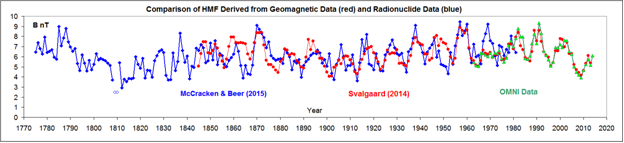 Comparison of HMF Derived from Geomagnetic Data (red) and Radionuclide Data (blue)
B nT
10
9
8
7
6
5
4
3
2
1
0
McCracken & Beer (2015)
Svalgaard (2014)
OMNI Data
Year
1770 1780 1790 1800 1810 1820 1830 1840 1850 1860 1870 1880 1890 1900 1910 1920 1930 1940 1950 1960 1970 1980 1990 2000 2010 2020